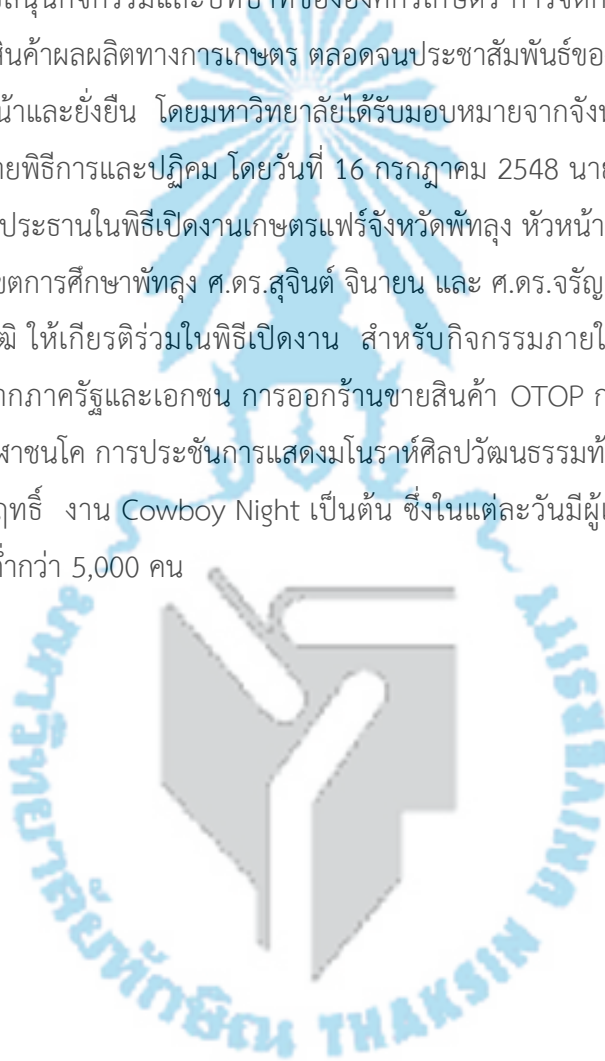 กิจกรรมและบทบาทขององค์กรเกษตร การจัดก
สินค้าผลผลิตทางการเกษตร ตลอดจนประชาสัมพันธ์ขอ
น้าและยั่งยืน โดยมหาวิทยาลัยได้รับมอบหมายจากจังห
ายพิธีการและปฏิคม โดยวันที่ 16 กรกฎาคม 2548 นาย
ประธานในพิธีเปิดงานเกษตรแฟร์จังหวัดพัทลุง หัวหน้า
ขตการศึกษาพัทลุง ศ.ดร.สุจินต์ จินายน และ ศ.ดร.จรัญ
ฒิ ให้เกียรติร่วมในพิธีเปิดงาน สำหรับกิจกรรมภายใ
ากภาครัฐและเอกชน การออกร้านขายสินค้า OTOP ก
ฬาชนโค การประชันการแสดงมโนราห์ศิลปวัฒนธรรมท้
ฤทธิ์ งาน Cowboy Night เป็นต้น ซึ่งในแต่ละวันมีผู้เ
่ำกว่า 5,000 คน
มหาวิทยาลัยทักษิณ THAKSIN UNIVERSITY